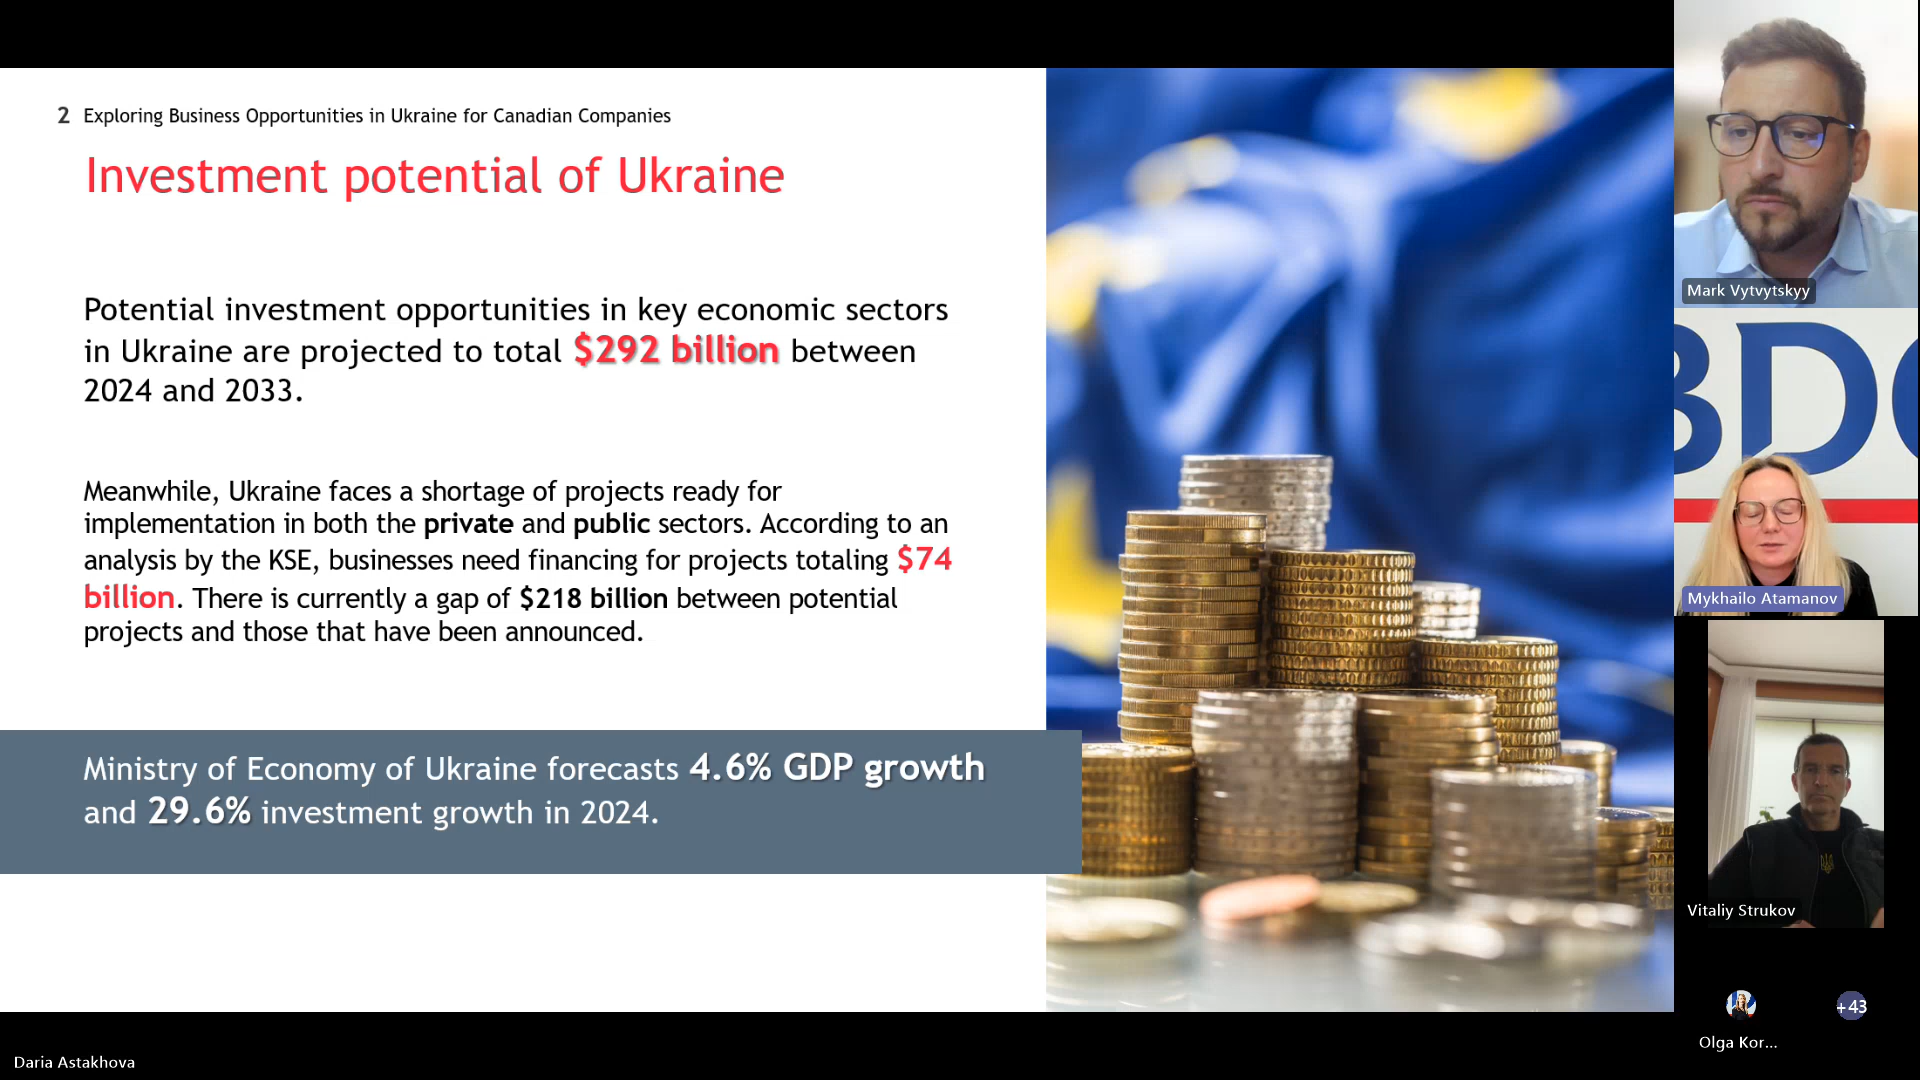 2 Exploring Business Opportunities in Ukraine for Canadian Companies
Investment potential of Ukraine
Potential investment opportunities in key economic sectors
in Ukraine are projected to total $292 billion between
2024 and 2033.
Meanwhile, Ukraine faces a shortage of projects ready for
implementation in both the private and public sectors. According to an
analysis by the KSE, businesses need financing for projects totaling $74
billion. There is currently a gap of $218 billion between potential
projects and those that have been announced.
Ministry of Economy of Ukraine forecasts 4.6% GDP growth
and 29.6% investment growth in 2024.
Mark Vytvytskyy
BDO
Mykhailo Atamanov
Vitaliy Strukov
Olga Kor...
+43
Daria Astakhova